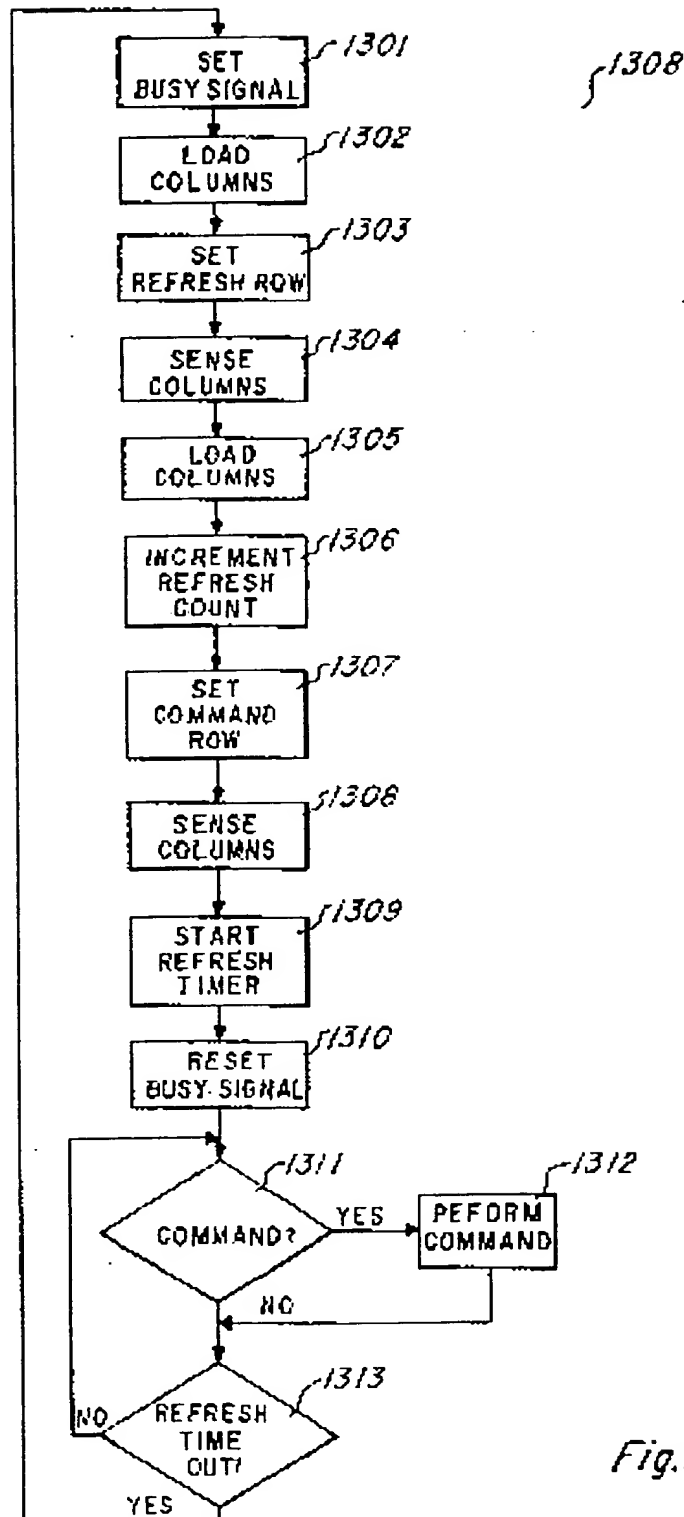 1301
SET
BUSY SIGNAL
1308
1302
LOAD
COLUMNS
1303
SET
REFRESH ROW
1304
SENSE
COLUMNS
1305
LOAD
COLUMNS
1306
INCREMENT
REFRESH
COUNT
1307
SET
COMMAND
ROW
1308
SENSE
COLUMNS
1309
START
REFRESH
TIMER
1310
RESET
BUSY SIGNAL
1311
COMMAND?
YES
1312
PEFORM
COMMAND
NO
1313
REFRESH
TIME
OUT?
NO
YES
Fig.